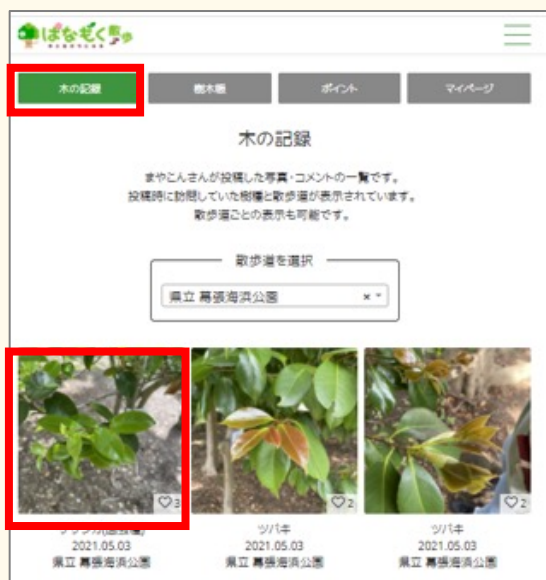 ぱなもく散歩
木の記録
樹木暦
ポイント
マイページ
木の記録
まやこんさんが投稿した写真・コメントの一覧です。
投稿時に訪問していた樹種と散歩道が表示されています。
散歩道ごとの表示も可能です。
散歩道を選択
県立 幕張海浜公園 ×
♡3
♡2
♡2
ツバキ
ツバキ
2021.05.03
2021.05.03
2021.05.03
県立 幕張海浜公園
県立 幕張海浜公園
県立 幕張海浜公園